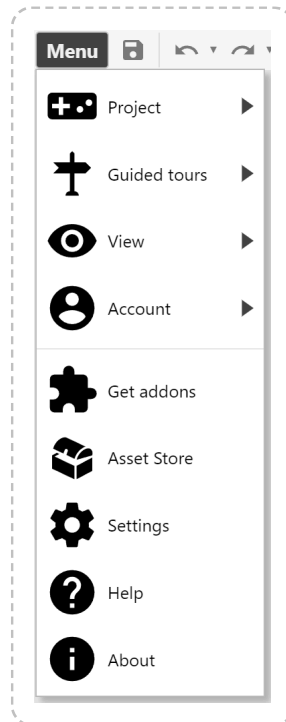 Menu
Project
Guided tours
View
Account
Get addons
Asset Store
Settings
Help
About